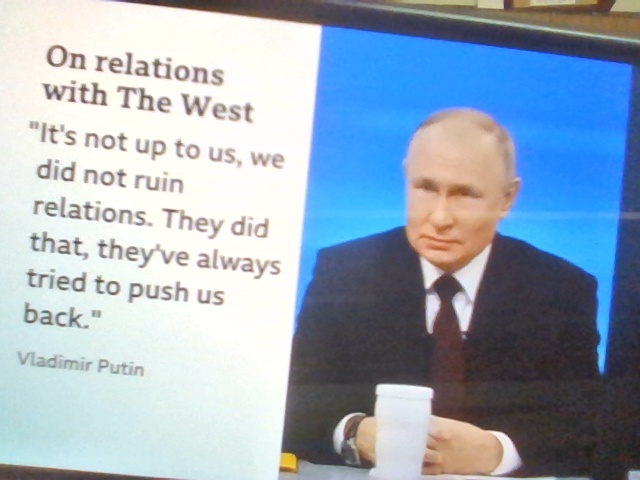 On relations
with The West
"It's not up to us, we
did not ruin
relations. They did
that, they've always
tried to push us
back."
Vladimir Putin